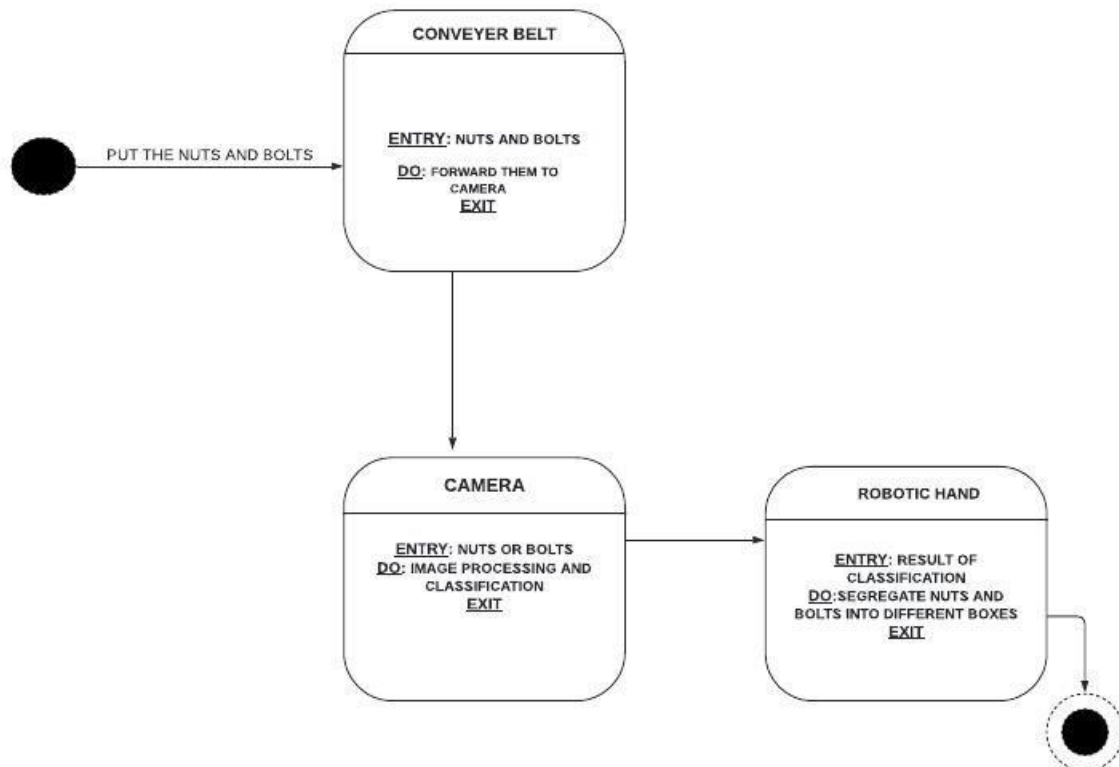 CONVEYER BELT
PUT THE NUTS AND BOLTS
ENTRY: NUTS AND BOLTS
DO: FORWARD THEM TO
CAMERA
EXIT
CAMERA
ENTRY: NUTS OR BOLTS
DO: IMAGE PROCESSING AND
CLASSIFICATION
EXIT
ROBOTIC HAND
ENTRY: RESULT OF
CLASSIFICATION
DO:SEGREGATE NUTS AND
BOLTS INTO DIFFERENT BOXES
EXIT